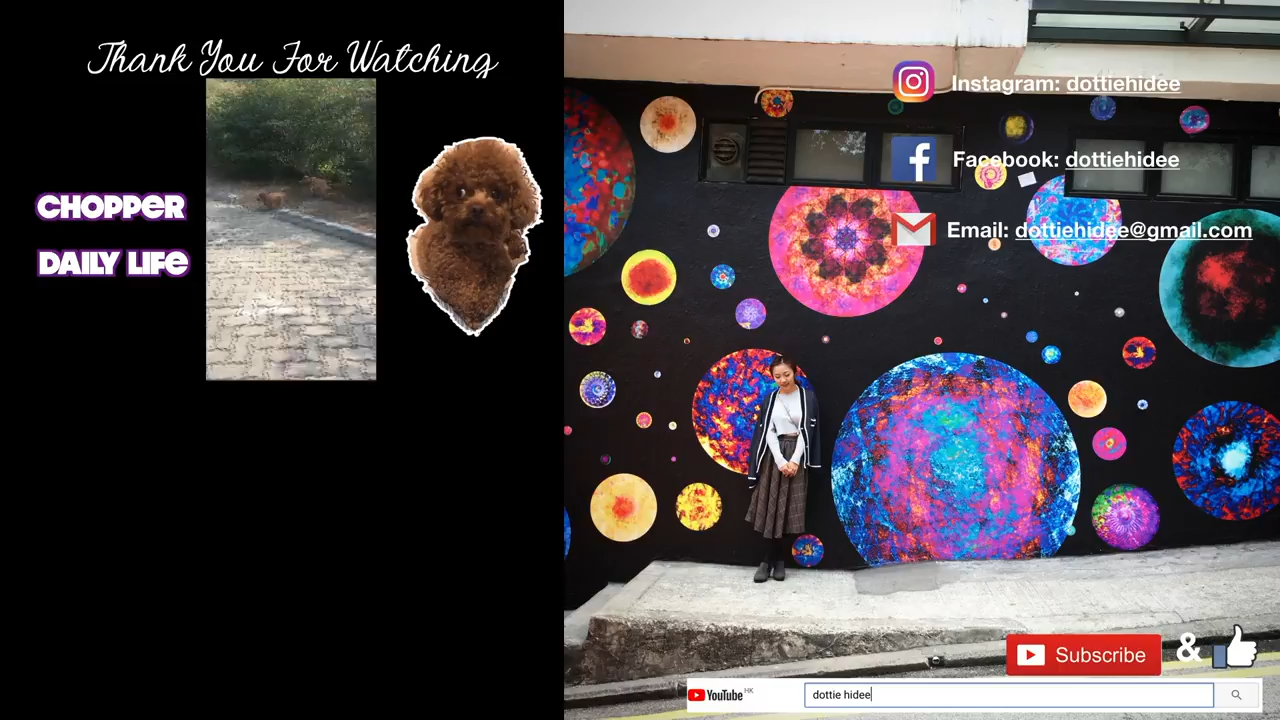 Thank You For Watching
CHOPPER
DAILY LIFE
Instagram: dottiehidee
Facebook: dottiehidee
Email: dottiehidee@gmail.com
Subscribe
&
YouTube HK
dottie hidee